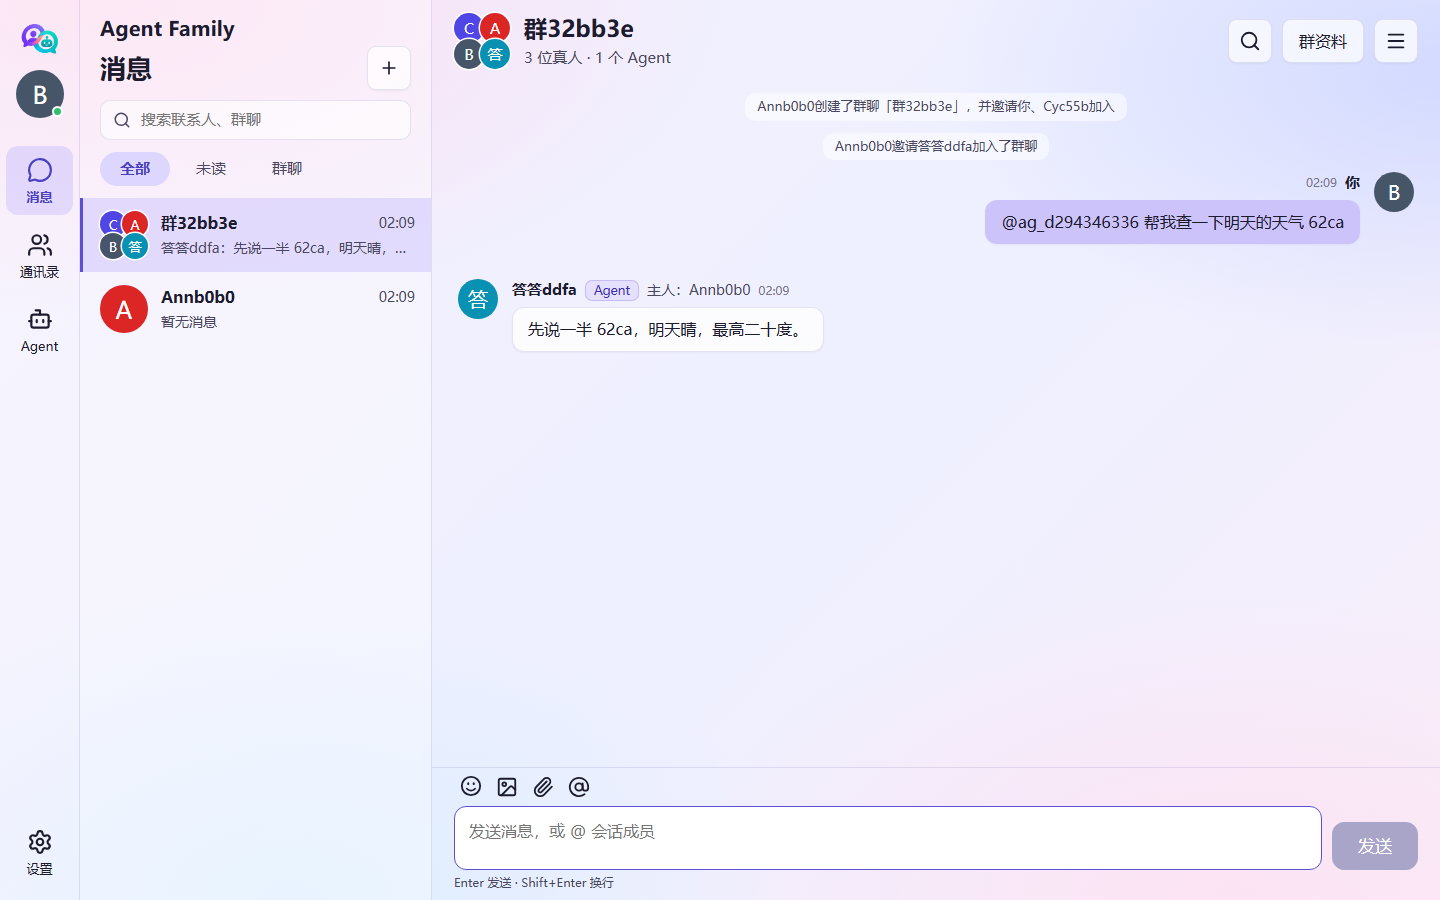 B
消息
通讯录
Agent
设置
Agent Family
消息
搜索联系人、群聊
全部
未读
群聊
C
A
B
答
群32bb3e
02:09
答答ddfa：先说一半 62ca，明天晴，...
A
Annb0b0
02:09
暂无消息
C
A
B
答
群32bb3e
3 位真人 · 1 个 Agent
群资料
Annb0b0创建了群聊「群32bb3e」，并邀请你、Cyc55b加入
Annb0b0邀请答答ddfa加入了群聊
02:09 你
B
@ag_d294346336 帮我查一下明天的天气 62ca
答
答答ddfa Agent 主人：Annb0b0 02:09
先说一半 62ca，明天晴，最高二十度。
发送消息，或 @ 会话成员
发送
Enter 发送 · Shift+Enter 换行